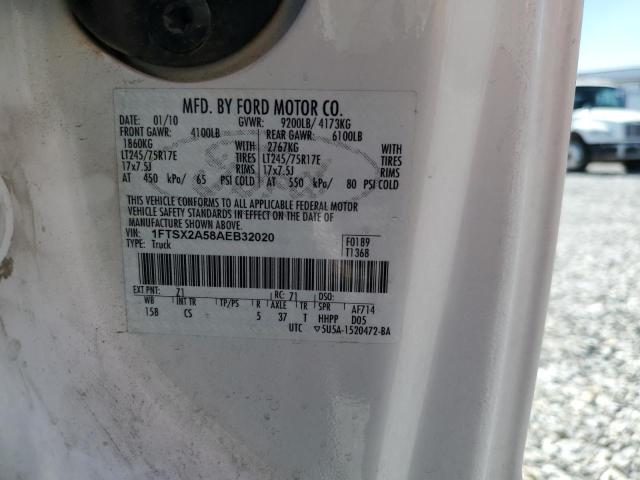 MFD. BY FORD MOTOR CO.
DATE: 01/10 GVWR: 9200LB/ 4173KG
FRONT GAWR: 4100LB REAR GAWR: 6100LB
1860KG WITH 2767KG WITH
LT245/75R17E TIRES LT245/75R17E TIRES
17x7.5J RIMS 17x7.5J RIMS
AT 450 kPa/ 65 PSI COLD AT 550 kPa/ 80 PSI COLD
THIS VEHICLE CONFORMS TO ALL APPLICABLE FEDERAL MOTOR
VEHICLE SAFETY STANDARDS IN EFFECT ON THE DATE OF
MANUFACTURE SHOWN ABOVE.
VIN: 1FTSX2A58AEB32020 F0189
TYPE: Truck T1368
EXT PNT: Z1 RC: 71 DSO:
WB INT TR TP/PS R AXLE TR SPR AF714
158 CS 5 37 T HHPP D05
UTC ▽5U5A-1520472-BA